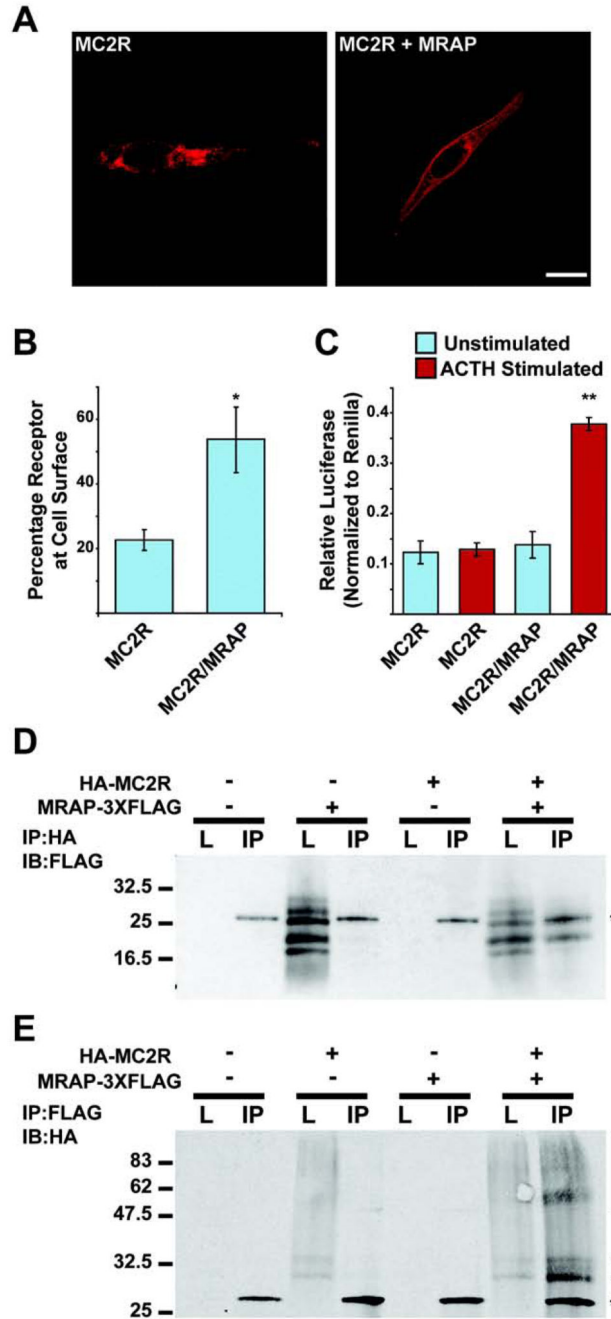 A
MC2R
MC2R + MRAP
B
Percentage Receptor
at Cell Surface
60
40
20
0
*
MC2R
MC2R/MRAP
C
Unstimulated
ACTH Stimulated
Relative Luciferase
(Normalized to Renilla)
0.4
0.3
0.2
0.1
**
MC2R
MC2R
MC2R/MRAP
MC2R/MRAP
D
HA-MC2R - - + +
MRAP-3XFLAG - + - +
IP:HA L IP L IP L IP L IP
IB:FLAG
32.5
25
16.5
E
HA-MC2R - + - +
MRAP-3XFLAG - - + +
IP:FLAG L IP L IP L IP L IP
IB:HA
83
62
47.5
32.5
25